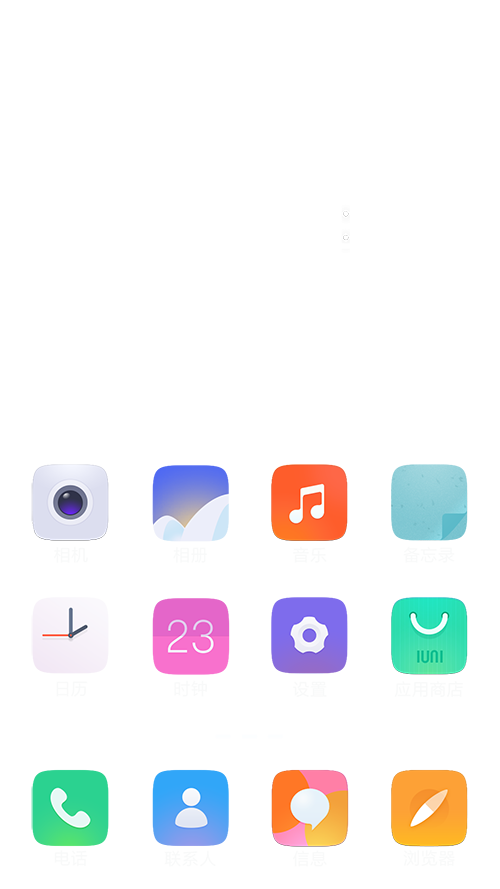 相机 相册 音乐 备忘录
23
IUNI
日历 时钟 设置 应用商店
电话 联系人 信息 浏览器